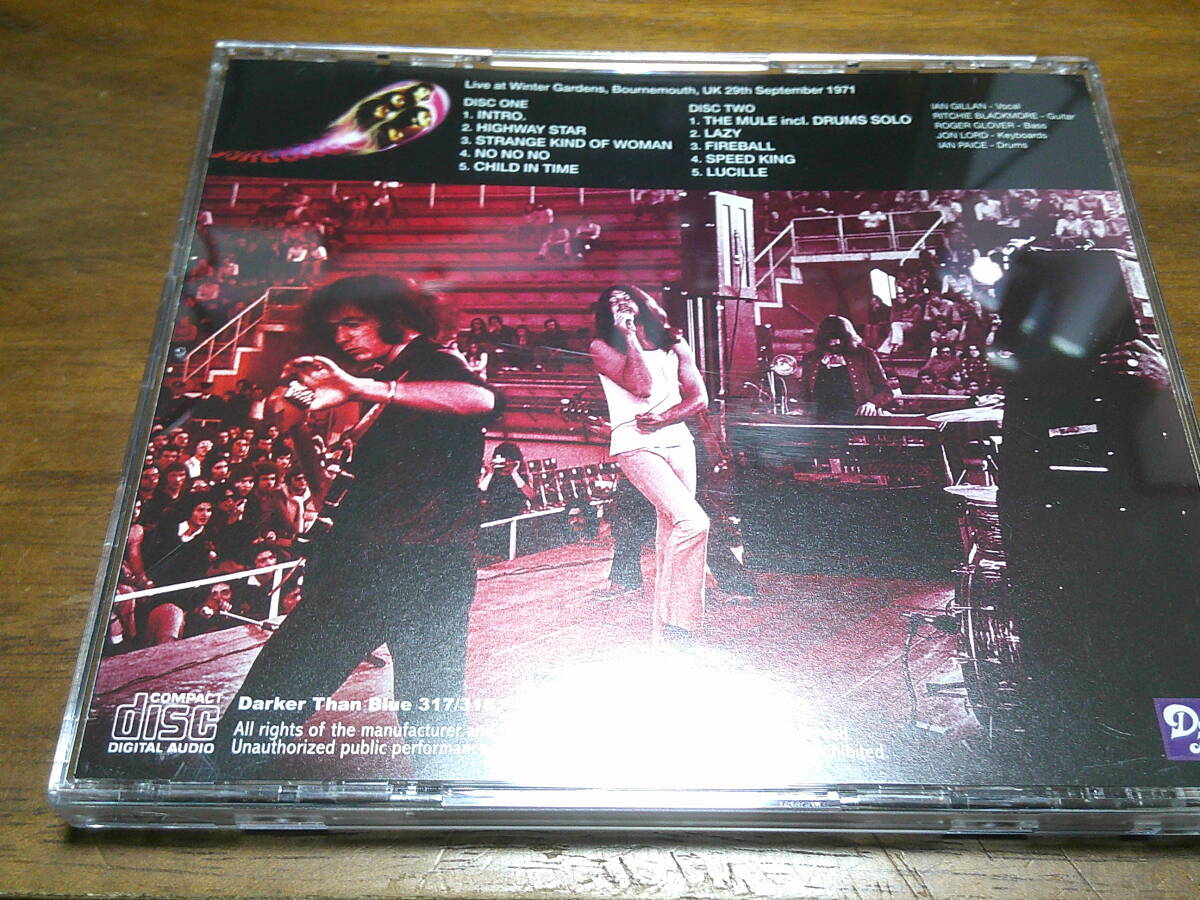 Live at Winter Gardens, Bournemouth, UK 29th September 1971
DISC ONE
1. INTRO.
2. HIGHWAY STAR
3. STRANGE KIND OF WOMAN
4. NO NO NO
5. CHILD IN TIME
DISC TWO
1. THE MULE incl. DRUMS SOLO
2. LAZY
3. FIREBALL
4. SPEED KING
5. LUCILLE
IAN GILLAN - Vocal
RITCHIE BLACKMORE - Guitar
ROGER GLOVER - Bass
JON LORD - Keyboards
IAN PAICE - Drums
COMPACT
disc
DIGITAL AUDIO
Darker Than Blue 317/318
All rights of the manufacturer
Unauthorized public performance